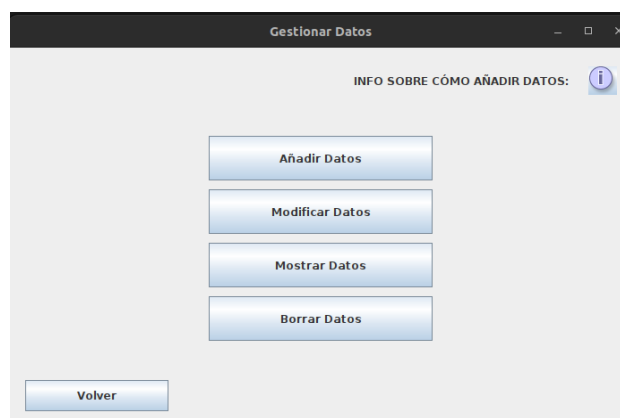 Gestionar Datos
INFO SOBRE CÓMO AÑADIR DATOS:
Añadir Datos
Modificar Datos
Mostrar Datos
Borrar Datos
Volver